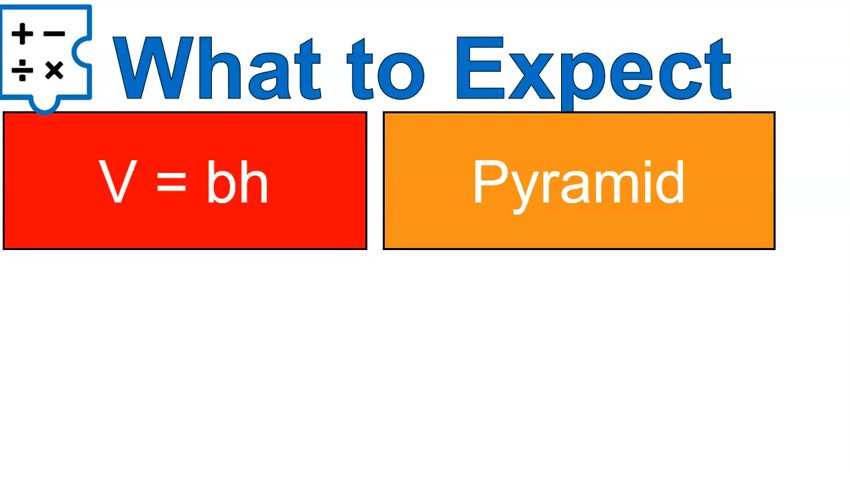 + −
÷ ×
What to Expect
V = bh
Pyramid